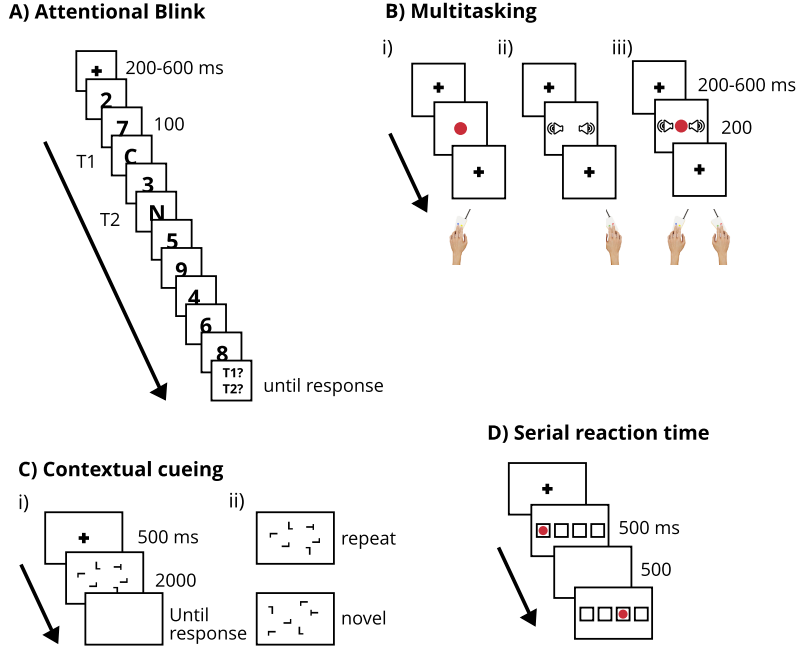 A) Attentional Blink
200-600 ms
2
7
100
T1
C
3
T2
N
5
9
4
6
8
T1?
T2?
until response
B) Multitasking
i)
ii)
iii)
200-600 ms
200
C) Contextual cueing
i)
500 ms
2000
Until
response
ii)
repeat
novel
D) Serial reaction time
500 ms
500